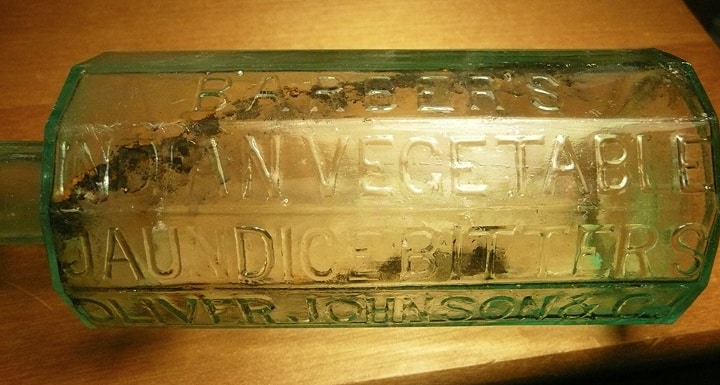 BARBER'S
INDIAN VEGETABLE
JAUNDICE BITTERS
OLIVER JOHNSON & Co.